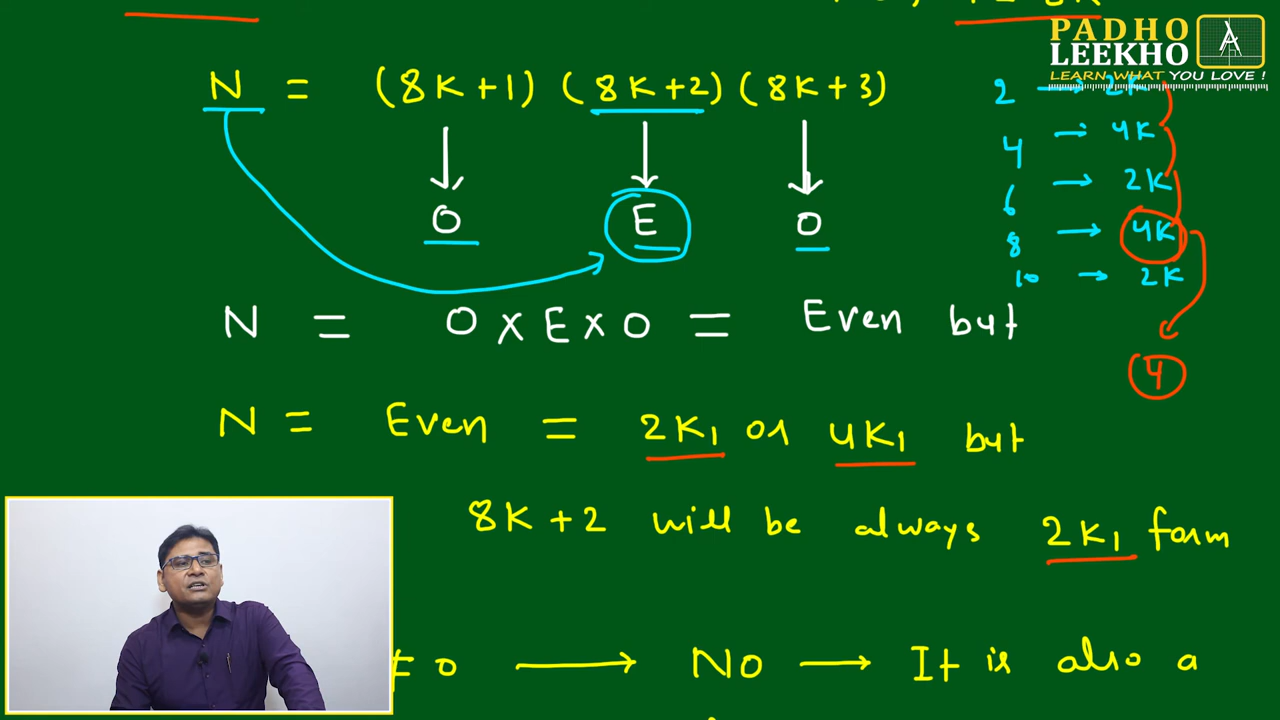 PADHO
LEEKHO
LEARN WHAT YOU LOVE !
N = (8K+1) (8K+2) (8K+3)
O E O
N = O x E x O = Even but
N = Even = 2K1 or 4K1 but
8K+2 will be always 2K1 form
≠ 0 → No → It is also a
2 → 2K
4 → 4K
6 → 2K
8 → 4K
10 → 2K
4